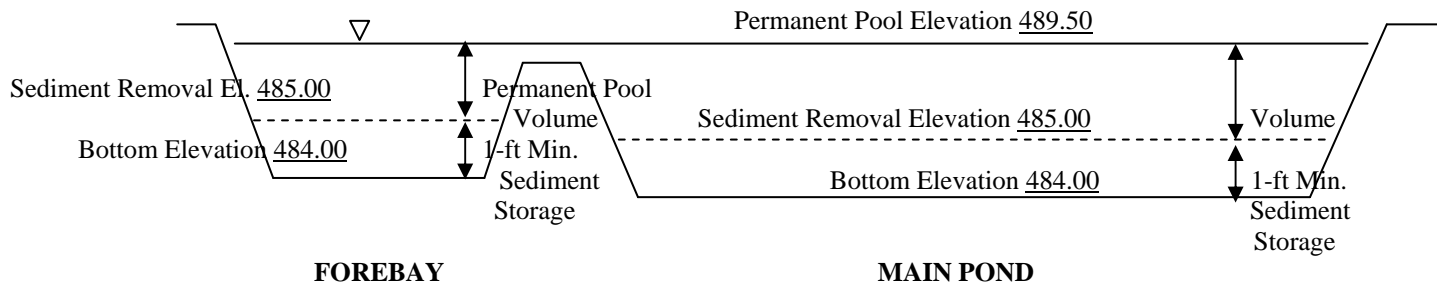 Permanent Pool Elevation 489.50
Sediment Removal El. 485.00
Permanent Pool
Volume
Sediment Removal Elevation 485.00
Volume
Bottom Elevation 484.00
1-ft Min.
Sediment
Storage
Bottom Elevation 484.00
1-ft Min.
Sediment
Storage
FOREBAY
MAIN POND